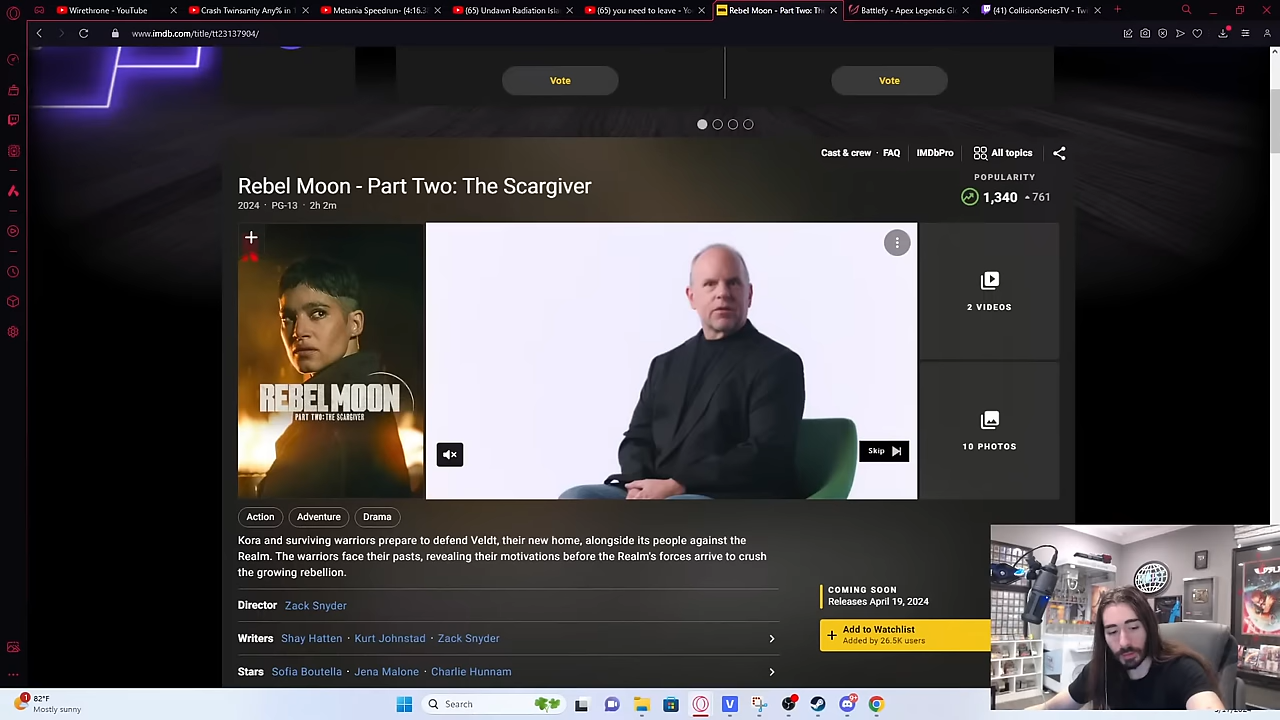 Wirethrone - YouTube
Crash Twinsanity Any% in
Metania Speedrun- (4:16.3
(65) Undawn Radiation Isla
(65) you need to leave - Yo
Rebel Moon - Part Two: The
Battlefy - Apex Legends Gl
(41) CollisionSeriesTV - Tw
www.imdb.com/title/tt23137904/
Vote
Vote
Cast & crew · FAQ
IMDbPro
All topics
Rebel Moon - Part Two: The Scargiver
2024 · PG-13 · 2h 2m
POPULARITY
1,340
761
REBEL MOON
PART TWO: THE SCARGIVER
Skip
2 VIDEOS
10 PHOTOS
Action
Adventure
Drama
Kora and surviving warriors prepare to defend Veldt, their new home, alongside its people against the
Realm. The warriors face their pasts, revealing their motivations before the Realm's forces arrive to crush
the growing rebellion.
Director Zack Snyder
Writers Shay Hatten · Kurt Johnstad · Zack Snyder
Stars Sofia Boutella · Jena Malone · Charlie Hunnam
COMING SOON
Releases April 19, 2024
Add to Watchlist
Added by 26.5K users
82°F
Mostly sunny
Search